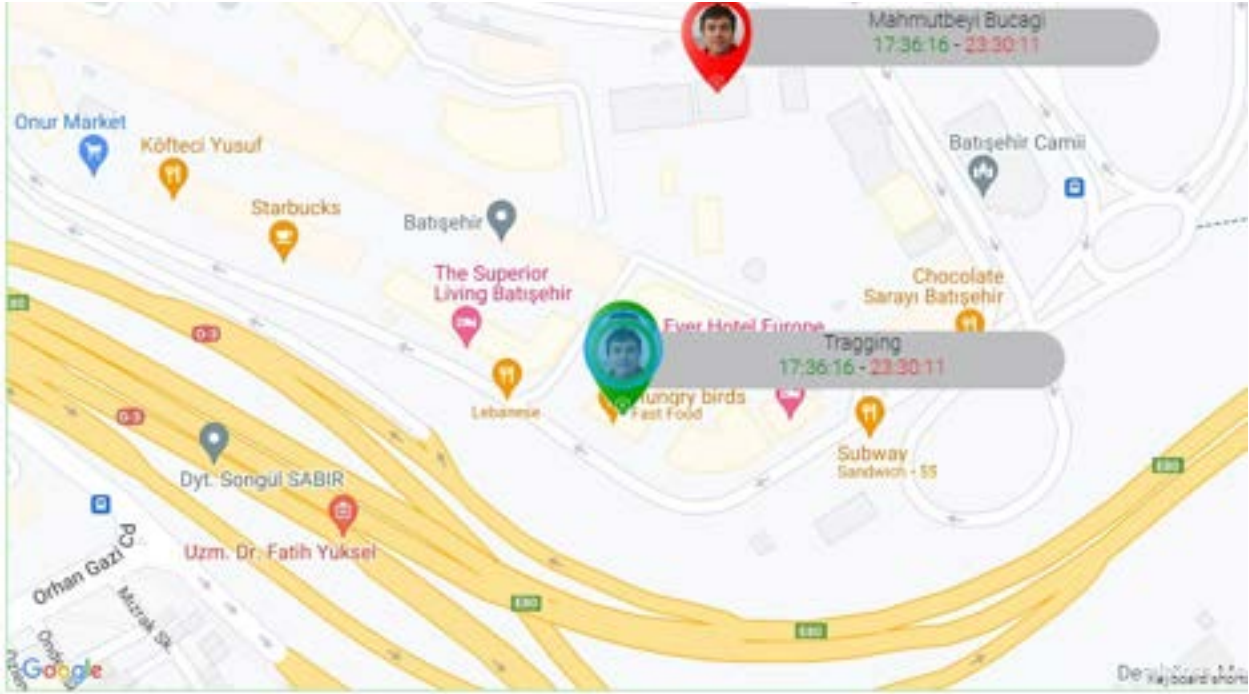 Mahmutbeyi Bucagi
17:36:16 - 23:30:11
Onur Market
Köfteci Yusuf
Batışehir Camii
Starbucks
Batışehir
The Superior
Living Batışehir
Chocolate
Sarayı Batışehir
Ever Hotel Europe
Tragging
17:36:16 - 23:30:11
80
O-3
Lebanese
Hungry birds
Fast Food
O-3
Subway
Sandwich - $$
E80
Dyt. Songül SABIR
Uzm. Dr. Fatih Yüksel
Orhan Gazi Cd
Mızrak Sk.
E80
E80
Google
Keyboard shorto